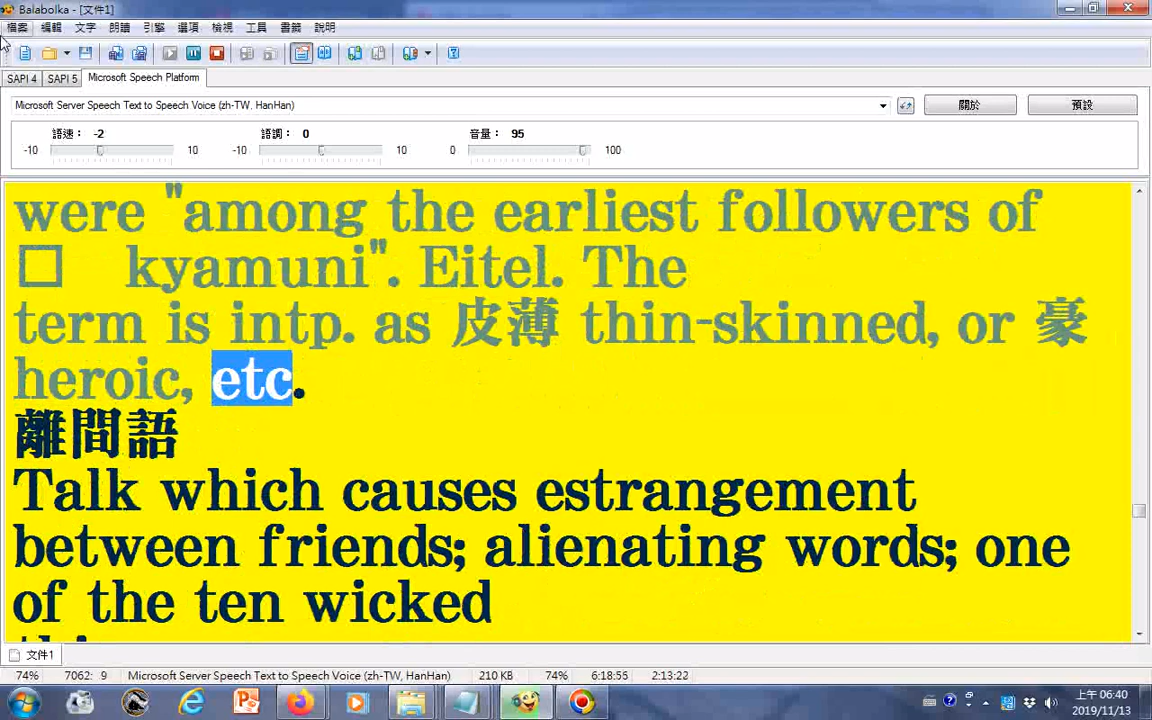 Balabolka - [文件1]
檔案 編輯 文字 朗讀 引擎 選項 檢視 工具 書籤 說明
SAPI 4 SAPI 5 Microsoft Speech Platform
Microsoft Server Speech Text to Speech Voice (zh-TW, HanHan) 關於 預設
語速： -2 語調： 0 音量： 95
-10 10 -10 10 0 100
were "among the earliest followers of
□ kyamuni". Eitel. The
term is intp. as 皮薄 thin-skinned, or 豪
heroic, etc.
離間語
Talk which causes estrangement
between friends; alienating words; one
of the ten wicked
文件1
74% 7062: 9 Microsoft Server Speech Text to Speech Voice (zh-TW, HanHan) 210 KB 74% 6:18:55 2:13:22
上午 06:40
2019/11/13